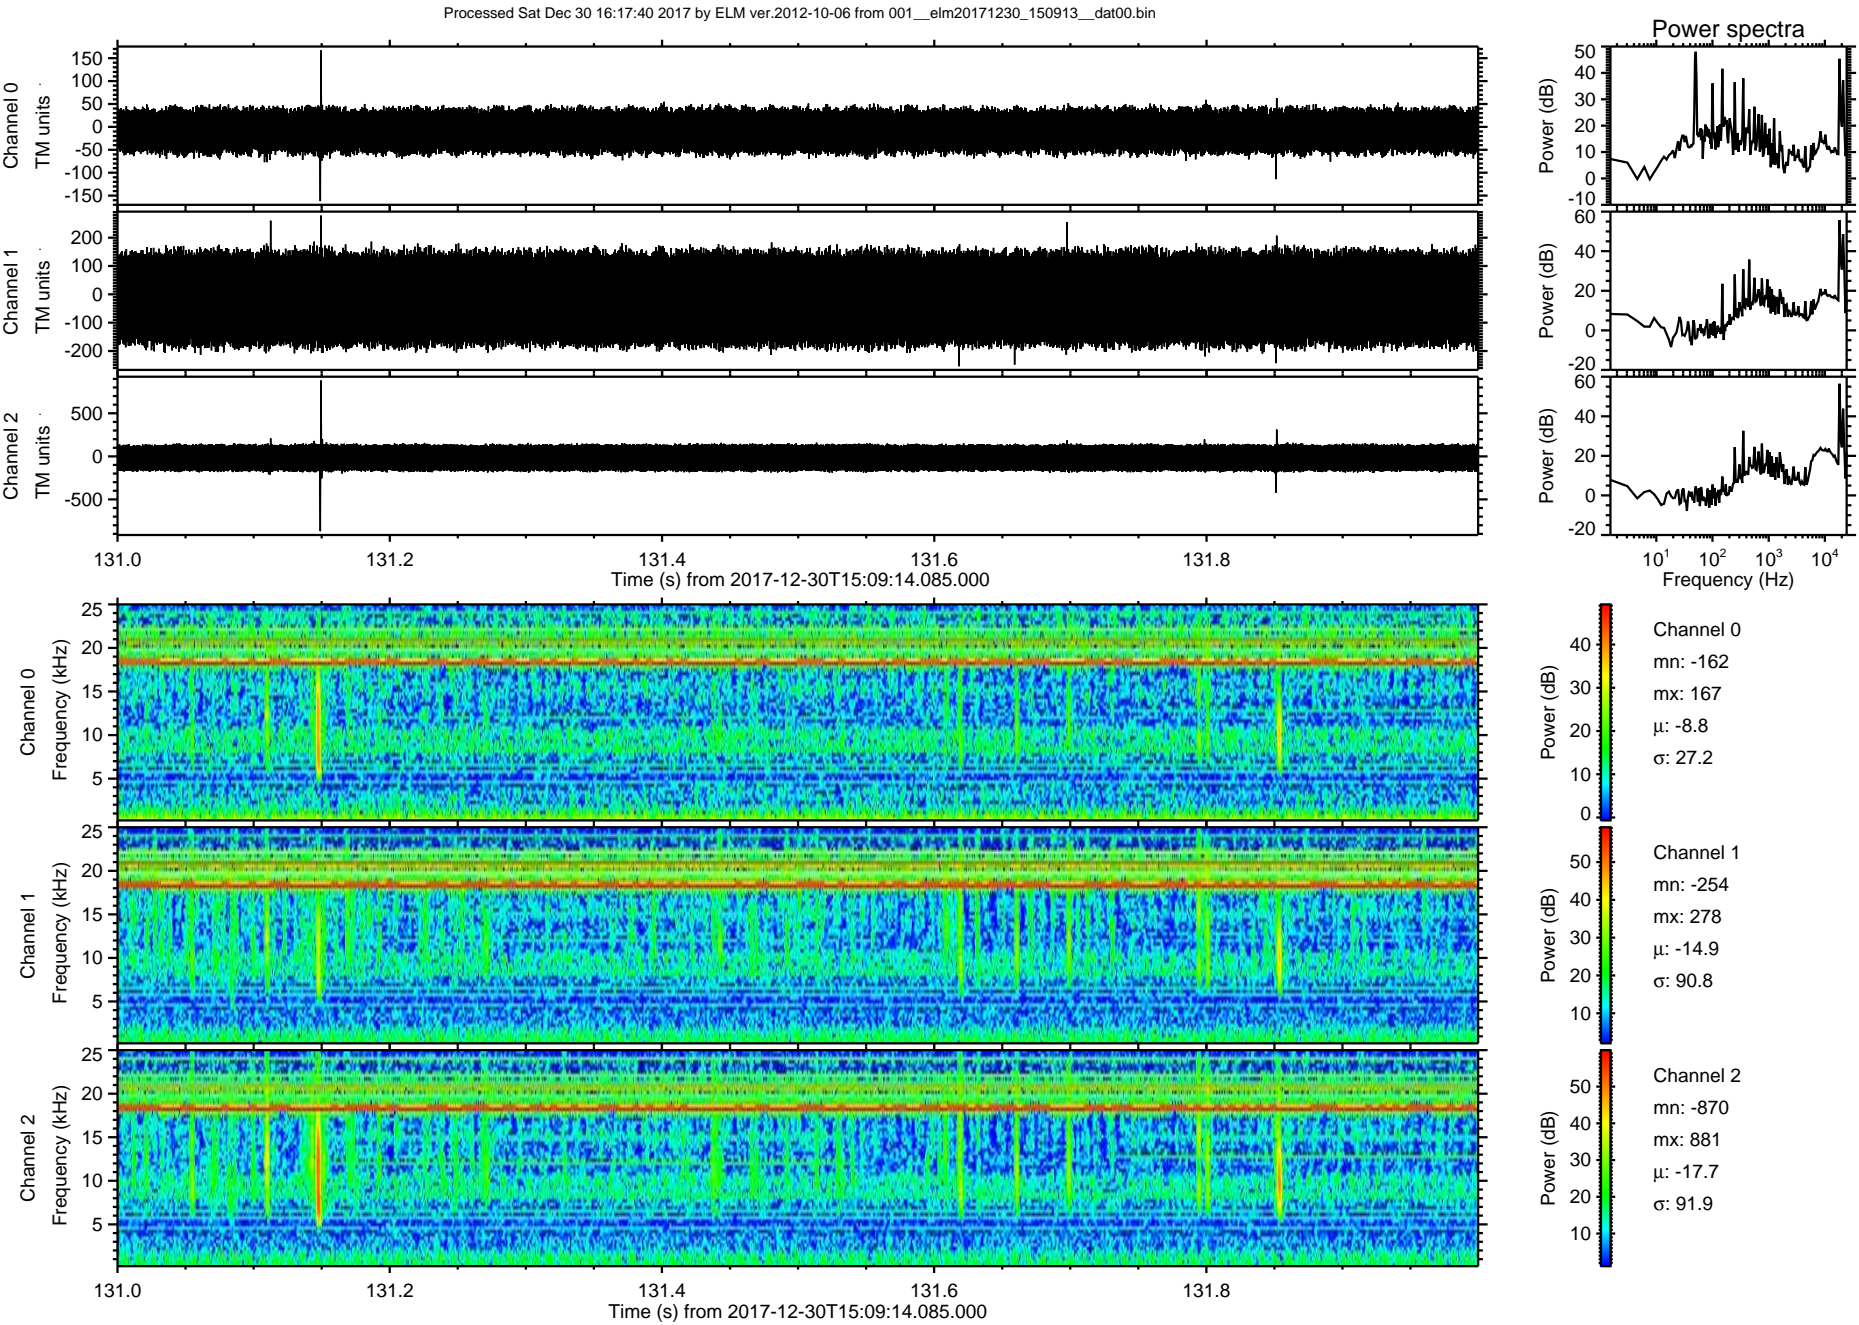 Processed Sat Dec 30 16:17:40 2017 by ELM ver.2012-10-06 from 001__elm20171230_150913__dat00.bin
Power spectra
Channel 0
TM units
150
100
50
0
-50
-100
-150
Power (dB)
50
40
30
20
10
0
-10
Channel 1
TM units
200
100
0
-100
-200
Power (dB)
60
40
20
0
-20
Channel 2
TM units
500
0
-500
Power (dB)
60
40
20
0
-20
131.0 131.2 131.4 131.6 131.8
Time (s) from 2017-12-30T15:09:14.085.000
10¹ 10² 10³ 10⁴
Frequency (Hz)
Channel 0
Frequency (kHz)
25
20
15
10
5
Power (dB)
40
30
20
10
0
Channel 0
mn: -162
mx: 167
μ: -8.8
σ: 27.2
Channel 1
Frequency (kHz)
25
20
15
10
5
Power (dB)
50
40
30
20
10
Channel 1
mn: -254
mx: 278
μ: -14.9
σ: 90.8
Channel 2
Frequency (kHz)
25
20
15
10
5
Power (dB)
50
40
30
20
10
Channel 2
mn: -870
mx: 881
μ: -17.7
σ: 91.9
131.0 131.2 131.4 131.6 131.8
Time (s) from 2017-12-30T15:09:14.085.000